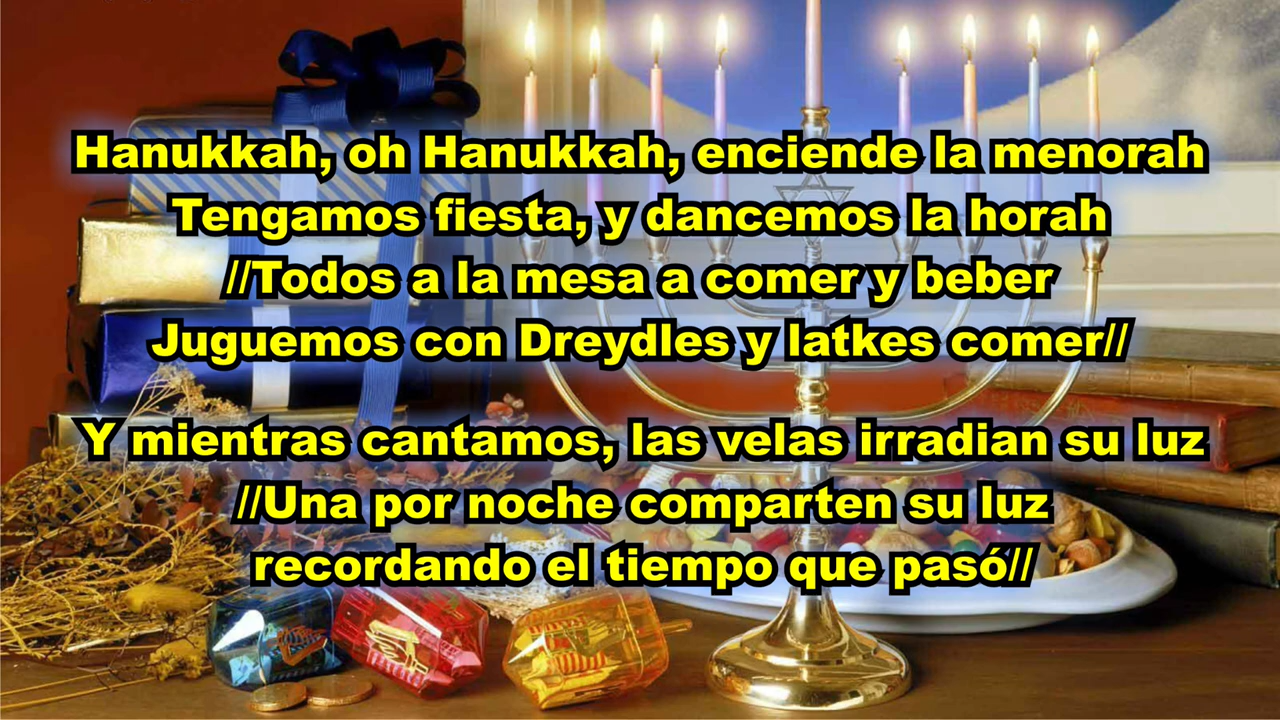 Hanukkah, oh Hanukkah, enciende la menorah
Tengamos fiesta, y dancemos la horah
//Todos a la mesa a comer y beber
Juguemos con Dreydles y latkes comer//
Y mientras cantamos, las velas irradian su luz
//Una por noche comparten su luz
recordando el tiempo que pasó//